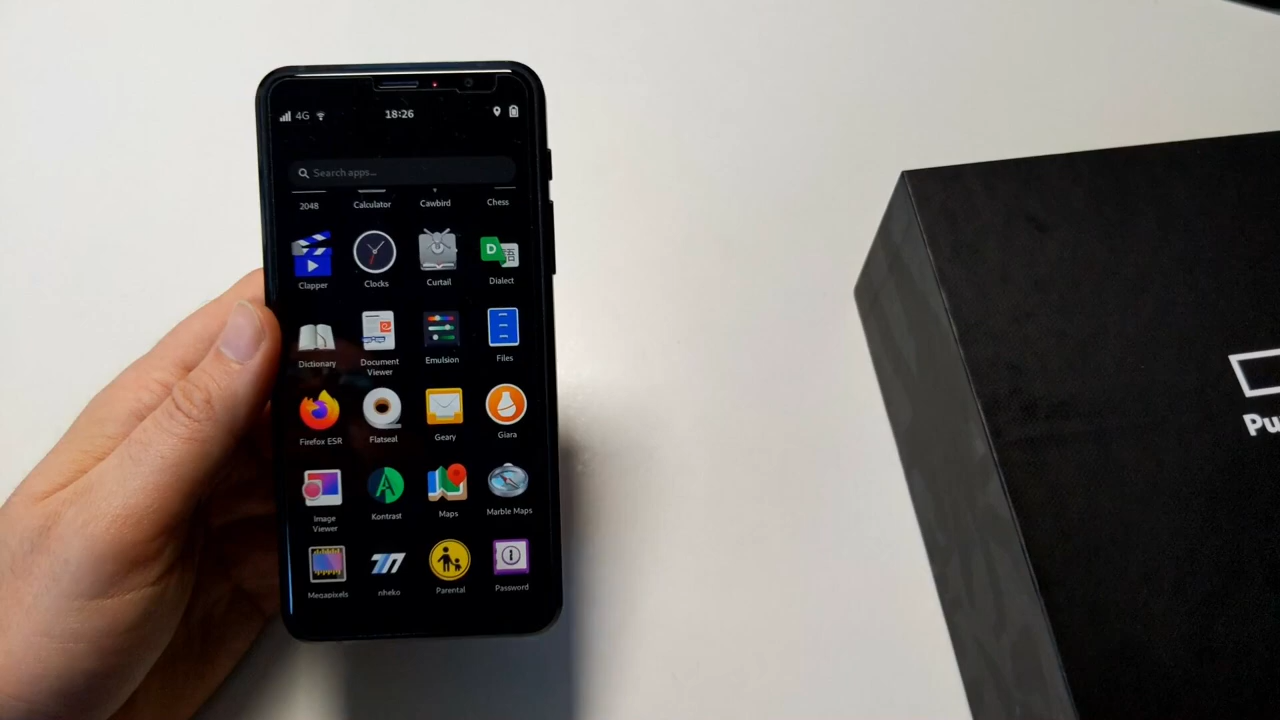 4G 18:26
Search apps...
2048 Calculator Cawbird Chess
Clapper Clocks Curtail Dialect
D
Dictionary Document Viewer Emulsion Files
Firefox ESR Flatseal Geary Giara
Image Viewer Kontrast Maps Marble Maps
Megapixels nheko Parental Password
Pu